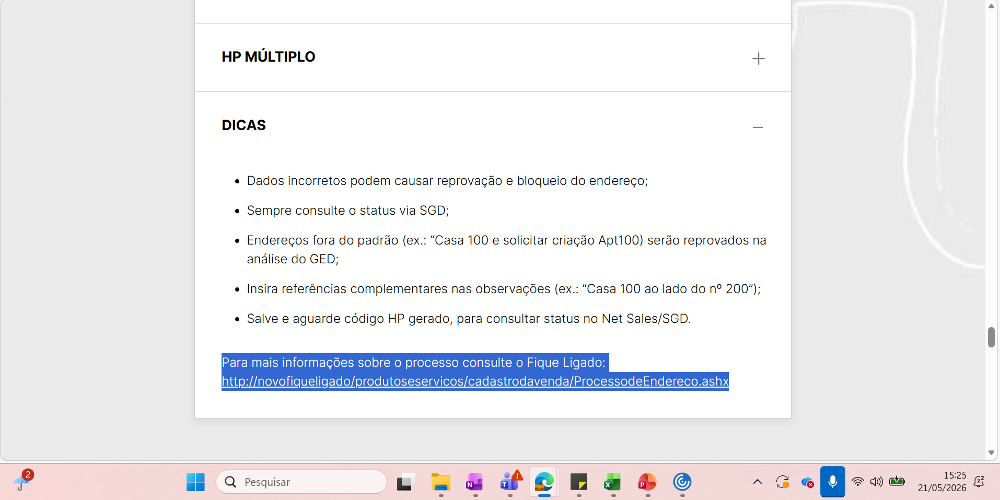 HP MÚLTIPLO
DICAS
Dados incorretos podem causar reprovação e bloqueio do endereço;
Sempre consulte o status via SGD;
Endereços fora do padrão (ex.: “Casa 100 e solicitar criação Apt100) serão reprovados na
análise do GED;
Insira referências complementares nas observações (ex.: “Casa 100 ao lado do nº 200”);
Salve e aguarde código HP gerado, para consultar status no Net Sales/SGD.
Para mais informações sobre o processo consulte o Fique Ligado:
http://novofiqueligado/produtoseservicos/cadastrodavenda/ProcessodeEndereco.ashx
2
Pesquisar
15:25
21/05/2026